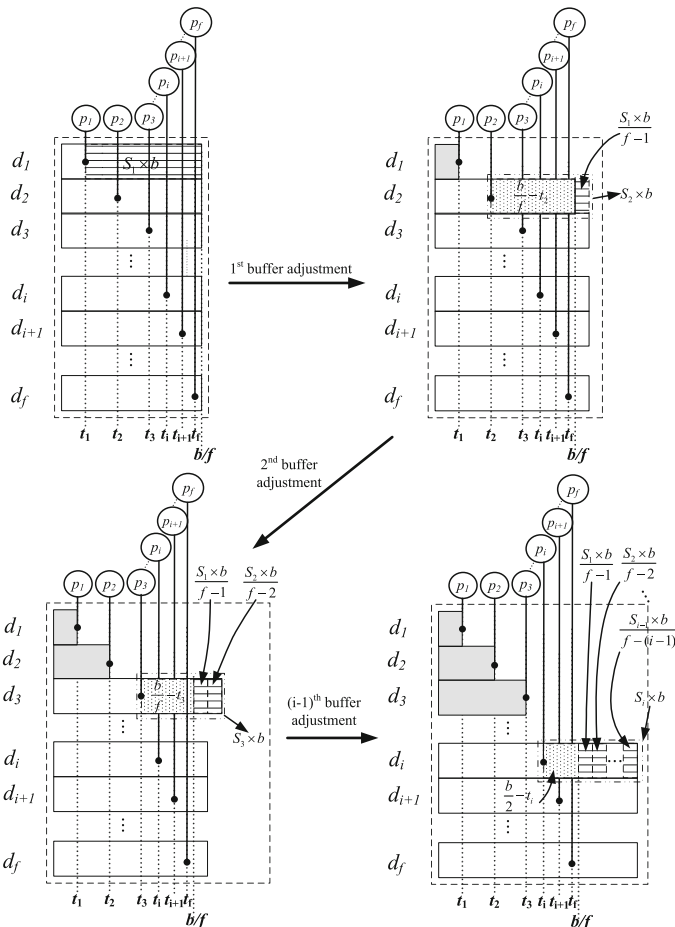 p_f
p_{i+1}
p_i
p_1 p_2 p_3
d_1 S_1 × b
d_2
d_3
⋮
d_i
d_{i+1}
⋮
d_f
t_1 t_2 t_3 t_i t_{i+1} t_f
b/f
1st buffer adjustment
p_f
p_{i+1}
p_i
p_1 p_2 p_3
S_1 × b / f − 1
d_1
d_2 b/f − t_2 S_2 × b
d_3
⋮
d_i
d_{i+1}
⋮
d_f
t_1 t_2 t_3 t_i t_{i+1} t_f
b/f
2nd buffer
adjustment
p_f
p_{i+1}
p_i
p_1 p_2 p_3
S_1 × b / f − 1 S_2 × b / f − 2
d_1
d_2
d_3 b/f − t_3
S_3 × b
⋮
d_i
d_{i+1}
⋮
d_f
t_1 t_2 t_3 t_i t_{i+1} t_f
b/f
(i-1)th buffer
adjustment
p_f
p_{i+1}
p_i
p_1 p_2 p_3
S_1 × b / f − 1 S_2 × b / f − 2
⋱
S_{i−1} × b / f − (i − 1)
d_1
d_2
d_3
S_i × b
⋮
d_i ...
b/2 − t_i
d_{i+1}
⋮
d_f
t_1 t_2 t_3 t_i t_{i+1} t_f
b/f